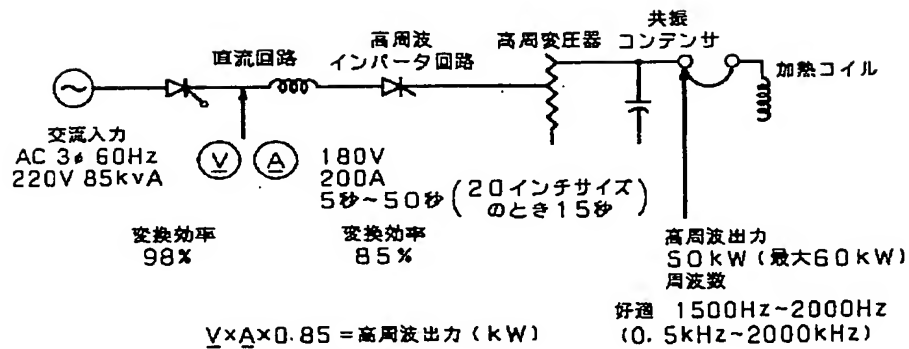 共振
コンデンサ
高周変圧器
高周波
インバータ回路
直流回路
加熱コイル
交流入力
AC 3φ 60Hz
220V 85kvA
V
A
180V
200A
5秒~50秒(20インチサイズ
のとき15秒)
変換効率
98%
変換効率
85%
高周波出力
50kW(最大60kW)
周波数
好適 1500Hz~2000Hz
(0.5kHz~2000kHz)
V×A×0.85=高周波出力(kW)